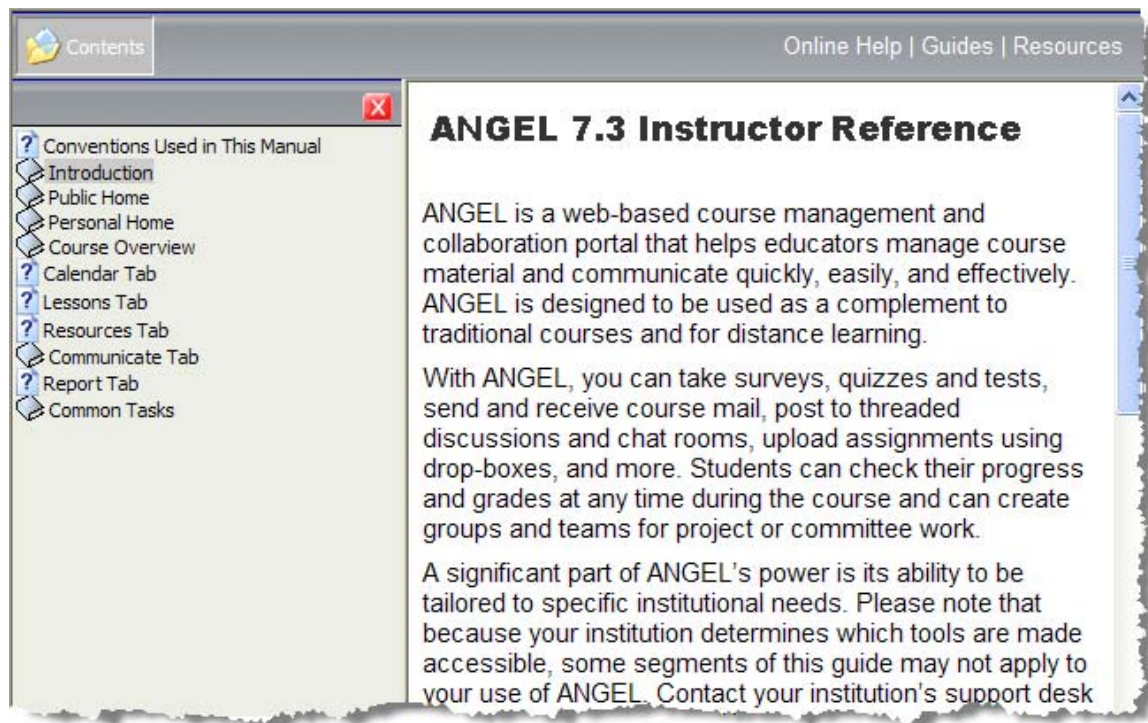 Contents
Online Help | Guides | Resources
Conventions Used in This Manual
Introduction
Public Home
Personal Home
Course Overview
Calendar Tab
Lessons Tab
Resources Tab
Communicate Tab
Report Tab
Common Tasks
ANGEL 7.3 Instructor Reference
ANGEL is a web-based course management and
collaboration portal that helps educators manage course
material and communicate quickly, easily, and effectively.
ANGEL is designed to be used as a complement to
traditional courses and for distance learning.
With ANGEL, you can take surveys, quizzes and tests,
send and receive course mail, post to threaded
discussions and chat rooms, upload assignments using
drop-boxes, and more. Students can check their progress
and grades at any time during the course and can create
groups and teams for project or committee work.
A significant part of ANGEL's power is its ability to be
tailored to specific institutional needs. Please note that
because your institution determines which tools are made
accessible, some segments of this guide may not apply to
your use of ANGEL. Contact your institution's support desk